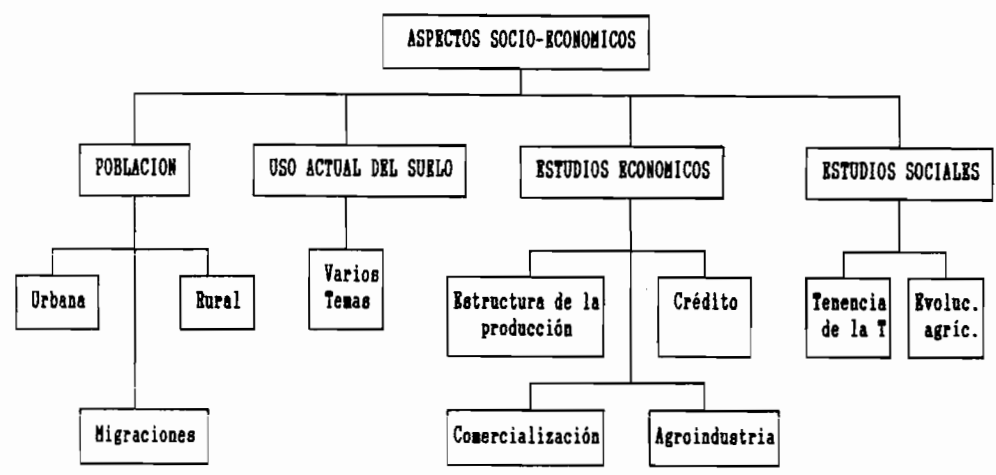 ASPECTOS SOCIO-ECONOMICOS
POBLACION
USO ACTUAL DEL SUELO
ESTUDIOS ECONOMICOS
ESTUDIOS SOCIALES
Urbana
Rural
Varios
Temas
Estructura de la
producción
Crédito
Tenencia
de la T
Evoluc.
agríc.
Migraciones
Comercialización
Agroindustria